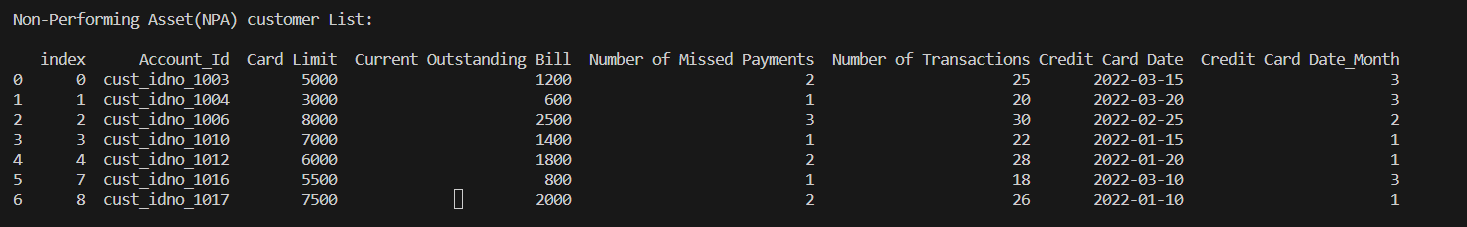 Non-Performing Asset(NPA) customer List:
index Account_Id Card Limit Current Outstanding Bill Number of Missed Payments Number of Transactions Credit Card Date Credit Card Date_Month
0 0 cust_idno_1003 5000 1200 2 25 2022-03-15 3
1 1 cust_idno_1004 3000 600 1 20 2022-03-20 3
2 2 cust_idno_1006 8000 2500 3 30 2022-02-25 2
3 3 cust_idno_1010 7000 1400 1 22 2022-01-15 1
4 4 cust_idno_1012 6000 1800 2 28 2022-01-20 1
5 7 cust_idno_1016 5500 800 1 18 2022-03-10 3
6 8 cust_idno_1017 7500 2000 2 26 2022-01-10 1